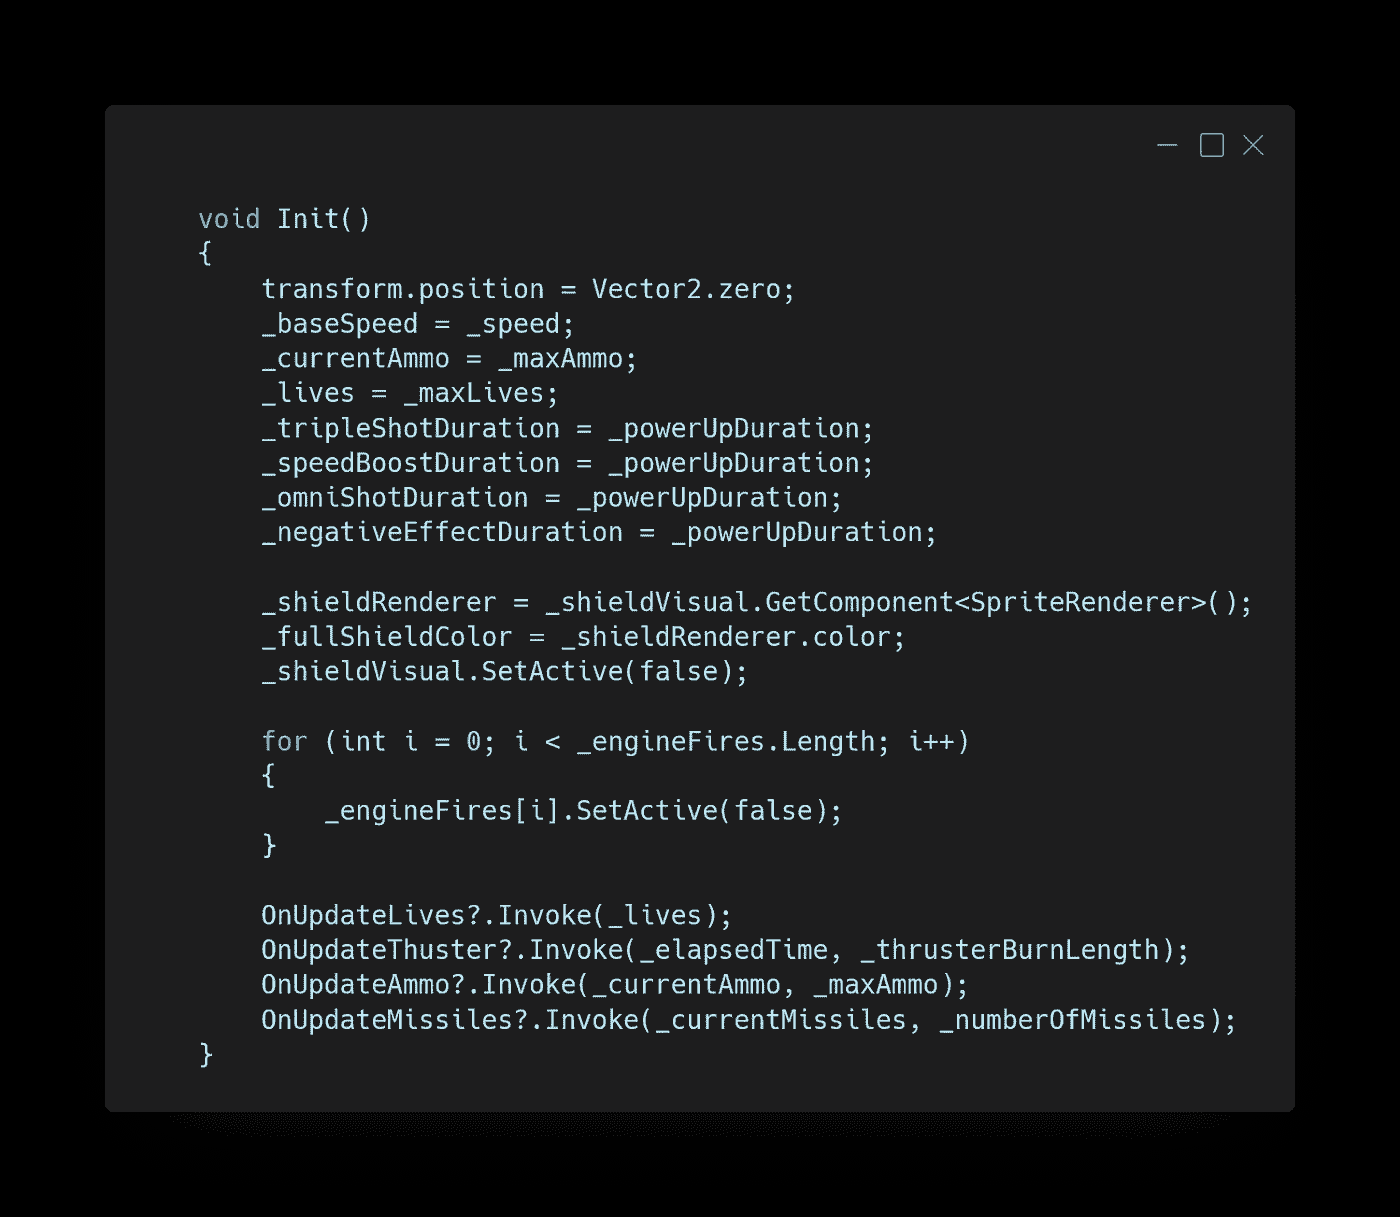 void Init()
{
    transform.position = Vector2.zero;
    _baseSpeed = _speed;
    _currentAmmo = _maxAmmo;
    _lives = _maxLives;
    _tripleShotDuration = _powerUpDuration;
    _speedBoostDuration = _powerUpDuration;
    _omniShotDuration = _powerUpDuration;
    _negativeEffectDuration = _powerUpDuration;

    _shieldRenderer = _shieldVisual.GetComponent<SpriteRenderer>();
    _fullShieldColor = _shieldRenderer.color;
    _shieldVisual.SetActive(false);

    for (int i = 0; i < _engineFires.Length; i++)
    {
        _engineFires[i].SetActive(false);
    }

    OnUpdateLives?.Invoke(_lives);
    OnUpdateThuster?.Invoke(_elapsedTime, _thrusterBurnLength);
    OnUpdateAmmo?.Invoke(_currentAmmo, _maxAmmo);
    OnUpdateMissiles?.Invoke(_currentMissiles, _numberOfMissiles);
}